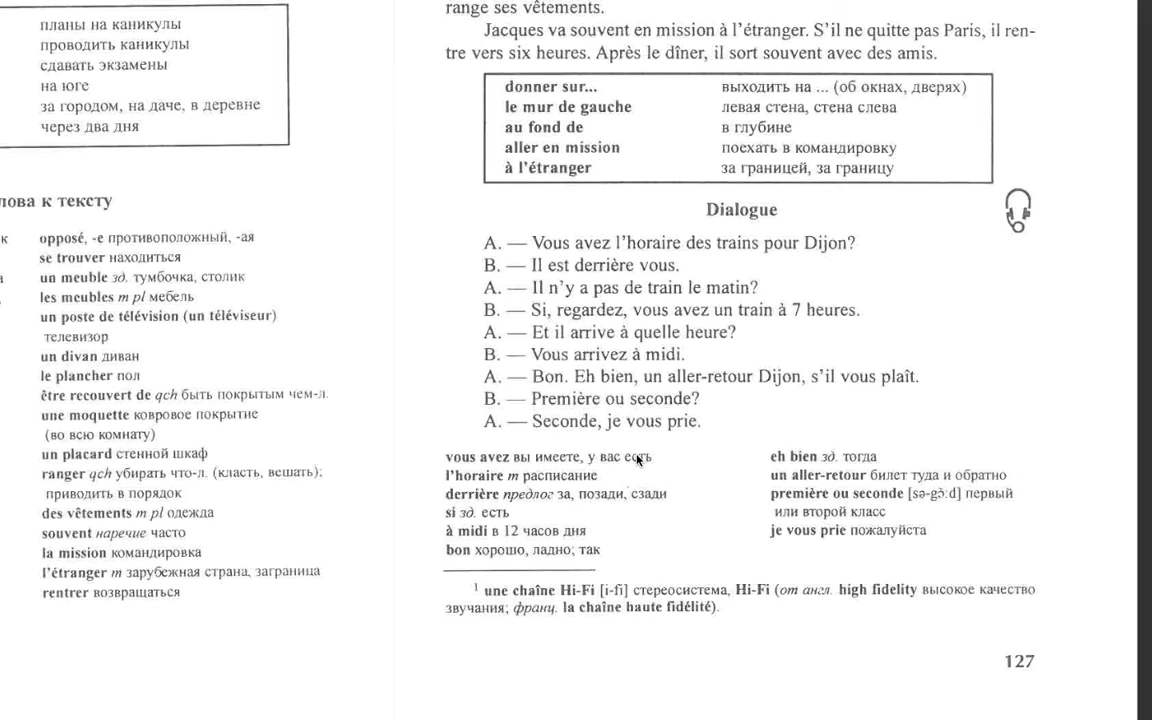 планы на каникулы
проводить каникулы
сдавать экзамены
на юге
за городом, на даче, в деревне
через два дня
лова к тексту
к
opposé, -e противоположный, -ая
se trouver находиться
un meuble зд. тумбочка, столик
les meubles m pl мебель
un poste de télévision (un téléviseur)
телевизор
un divan диван
le plancher пол
être recouvert de qch быть покрытым чем-л.
une moquette ковровое покрытие
(во всю комнату)
un placard стенной шкаф
ranger qch убирать что-л. (класть, вешать);
приводить в порядок
des vêtements m pl одежда
souvent наречие часто
la mission командировка
l'étranger m зарубежная страна, заграница
rentrer возвращаться
range ses vêtements.
Jacques va souvent en mission à l'étranger. S'il ne quitte pas Paris, il ren-
tre vers six heures. Après le dîner, il sort souvent avec des amis.
donner sur... выходить на ... (об окнах, дверях)
le mur de gauche левая стена, стена слева
au fond de в глубине
aller en mission поехать в командировку
à l'étranger за границей, за границу
Dialogue
A. — Vous avez l'horaire des trains pour Dijon?
B. — Il est derrière vous.
A. — Il n'y a pas de train le matin?
B. — Si, regardez, vous avez un train à 7 heures.
A. — Et il arrive à quelle heure?
B. — Vous arrivez à midi.
A. — Bon. Eh bien, un aller-retour Dijon, s'il vous plaît.
B. — Première ou seconde?
A. — Seconde, je vous prie.
vous avez вы имеете, у вас есть
l'horaire m расписание
derrière предлог за, позади, сзади
si зд. есть
à midi в 12 часов дня
bon хорошо, ладно; так
eh bien зд. тогда
un aller-retour билет туда и обратно
première ou seconde [sə-gɔ̃:d] первый
или второй класс
je vous prie пожалуйста
1 une chaîne Hi-Fi [i-fi] стереосистема, Hi-Fi (от англ. high fidelity высокое качество
звучания; франц. la chaîne haute fidélité).
127